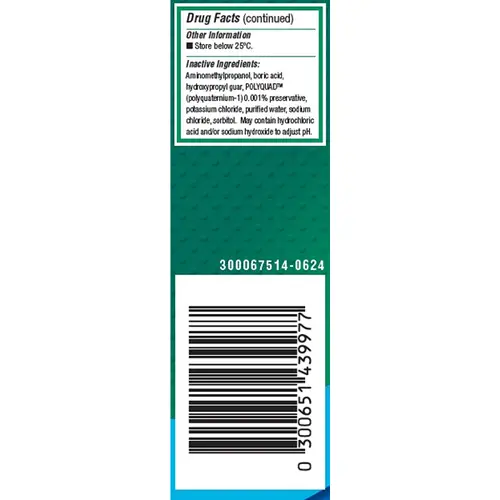 Drug Facts (continued)
Other Information
■ Store below 25ºC.
Inactive Ingredients:
Aminomethylpropanol, boric acid,
hydroxypropyl guar, POLYQUAD™
(polyquaternium-1) 0.001% preservative,
potassium chloride, purified water, sodium
chloride, sorbitol. May contain hydrochloric
acid and/or sodium hydroxide to adjust pH.
300067514-0624
0 300651 439977